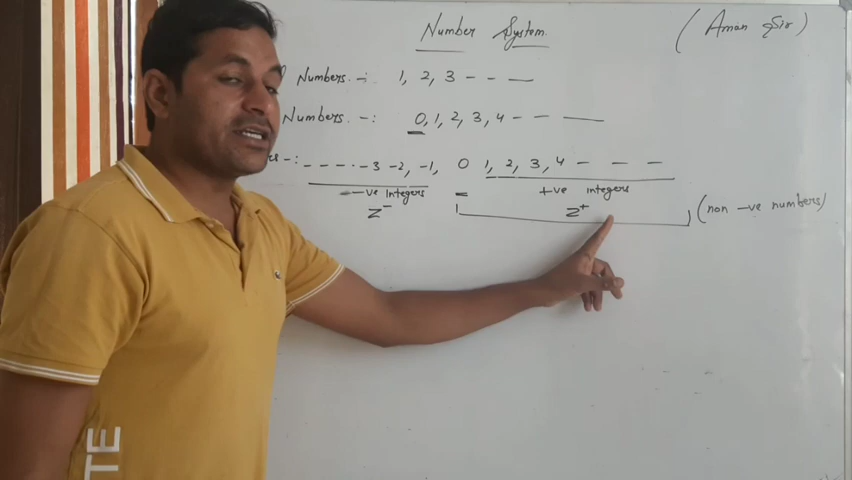 Number System
(Aman Sir)
Numbers -: 1, 2, 3 - - —
Numbers -: 0, 1, 2, 3, 4 - - —
-: - - - - -3 -2, -1, 0 1, 2, 3, 4 - - -
-ve Integers +ve integers
Z⁻ Z⁺ (non -ve numbers)
TE